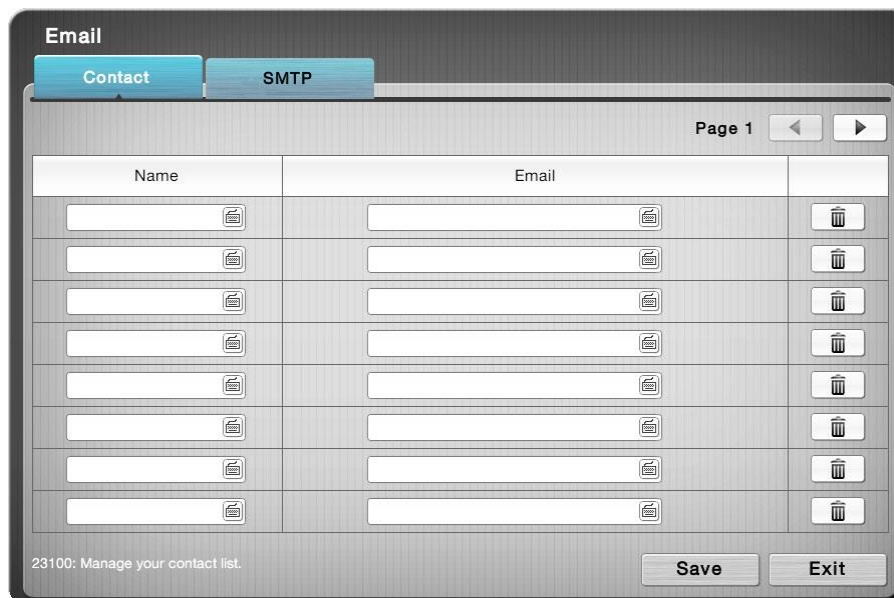 Email
Contact SMTP
Page 1
Name Email
23100: Manage your contact list.
Save Exit